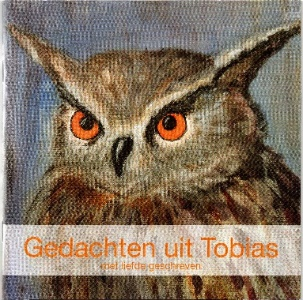 Gedachten uit Tobias
met liefde geschreven